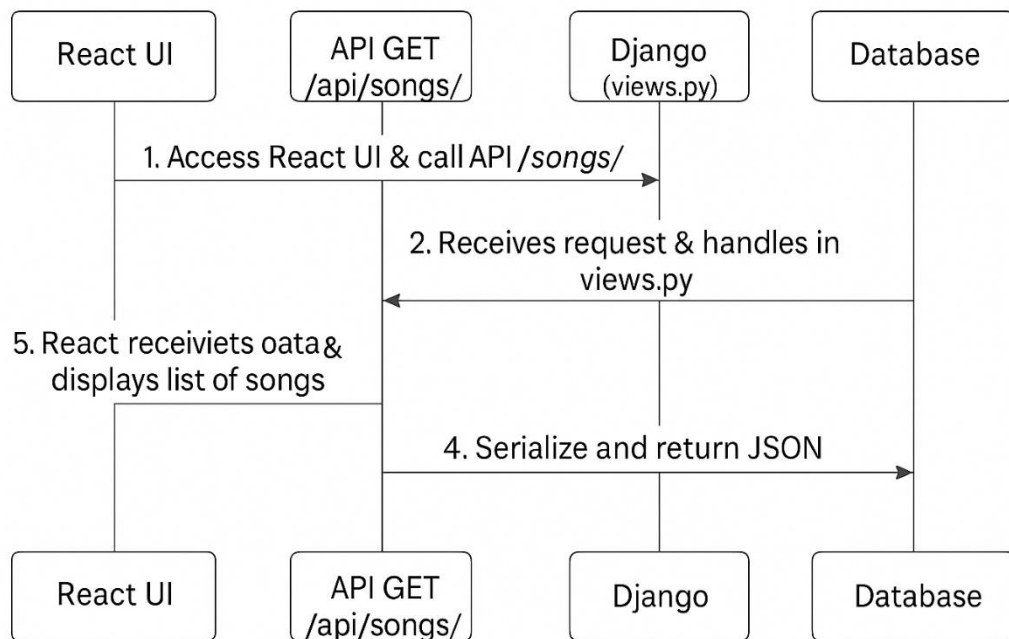 React UI
API GET
/api/songs/
Django
(views.py)
Database
1. Access React UI & call API /songs/
2. Receives request & handles in
views.py
5. React receiviets oata &
displays list of songs
4. Serialize and return JSON
React UI
API GET
/api/songs/
Django
Database